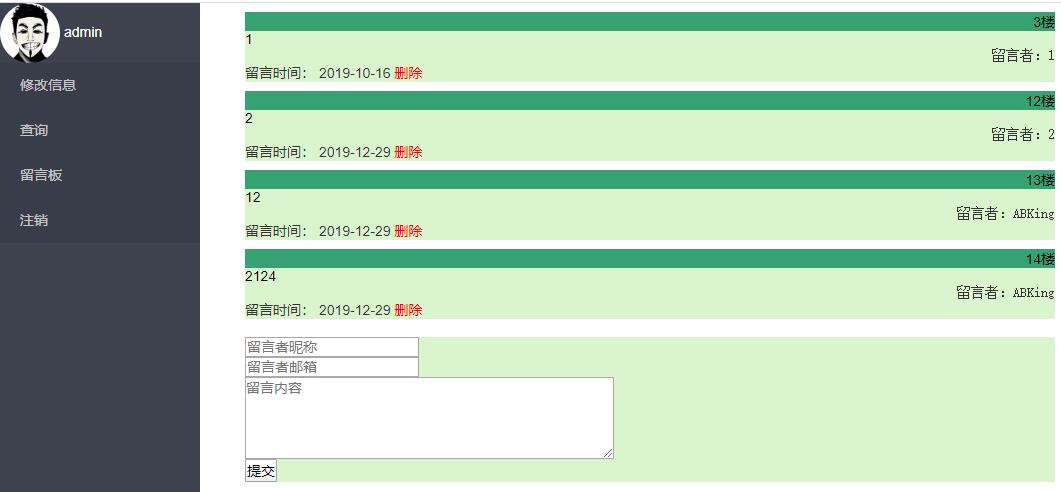 admin
修改信息
查询
留言板
注销
3楼
1
留言者：1
留言时间： 2019-10-16 删除
12楼
2
留言者：2
留言时间： 2019-12-29 删除
13楼
12
留言者：ABKing
留言时间： 2019-12-29 删除
14楼
2124
留言者：ABKing
留言时间： 2019-12-29 删除
留言者昵称
留言者邮箱
留言内容
提交